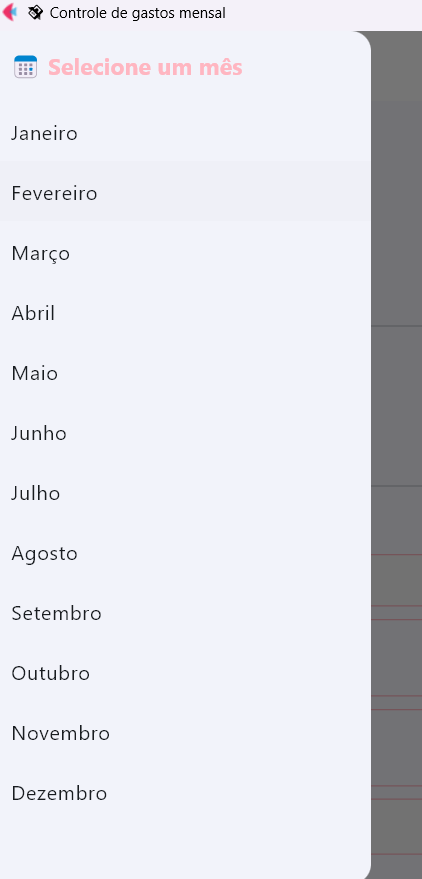 Controle de gastos mensal
Selecione um mês
Janeiro
Fevereiro
Março
Abril
Maio
Junho
Julho
Agosto
Setembro
Outubro
Novembro
Dezembro